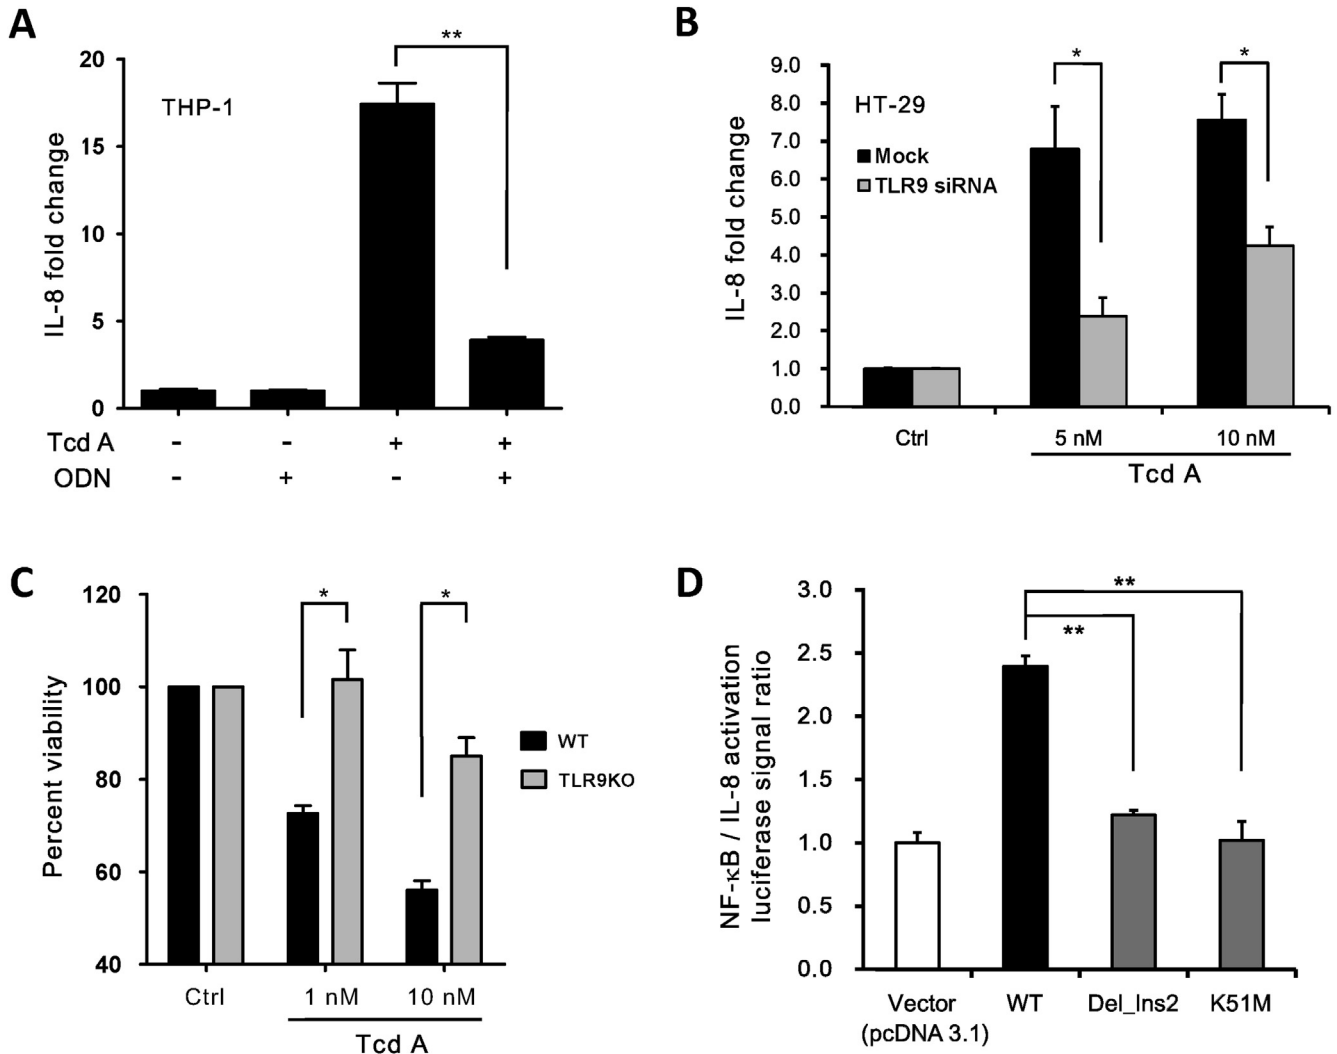 A
**
20
15
10
5
0
IL-8 fold change
THP-1
Tcd A - - + +
ODN - + - +
B
* *
9.0
8.0
7.0
6.0
5.0
4.0
3.0
2.0
1.0
0.0
IL-8 fold change
HT-29
Mock
TLR9 siRNA
Ctrl 5 nM 10 nM
Tcd A
C
* *
120
100
80
60
40
Percent viability
WT
TLR9KO
Ctrl 1 nM 10 nM
Tcd A
D
**
**
3.0
2.5
2.0
1.5
1.0
0.5
0.0
NF-κB / IL-8 activation
luciferase signal ratio
Vector WT Del_Ins2 K51M
(pcDNA 3.1)